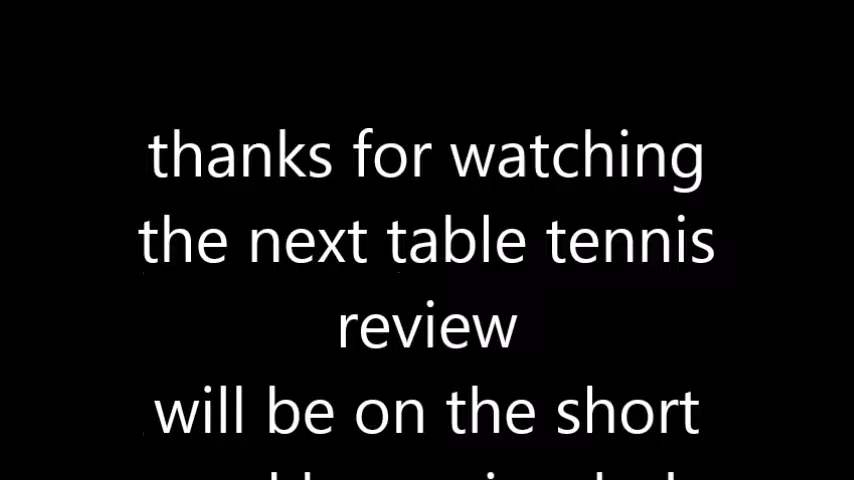 thanks for watching
the next table tennis
review
will be on the short